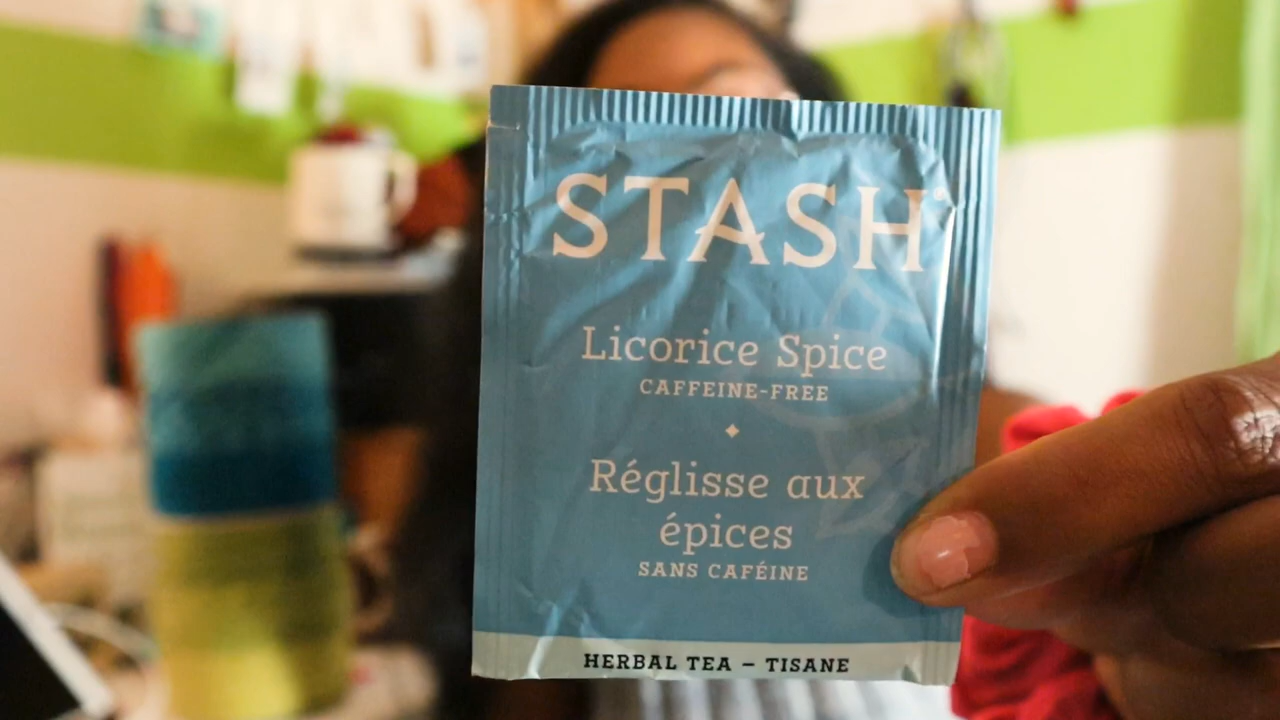 STASH®
Licorice Spice
CAFFEINE-FREE
Réglisse aux
épices
SANS CAFÉINE
HERBAL TEA – TISANE